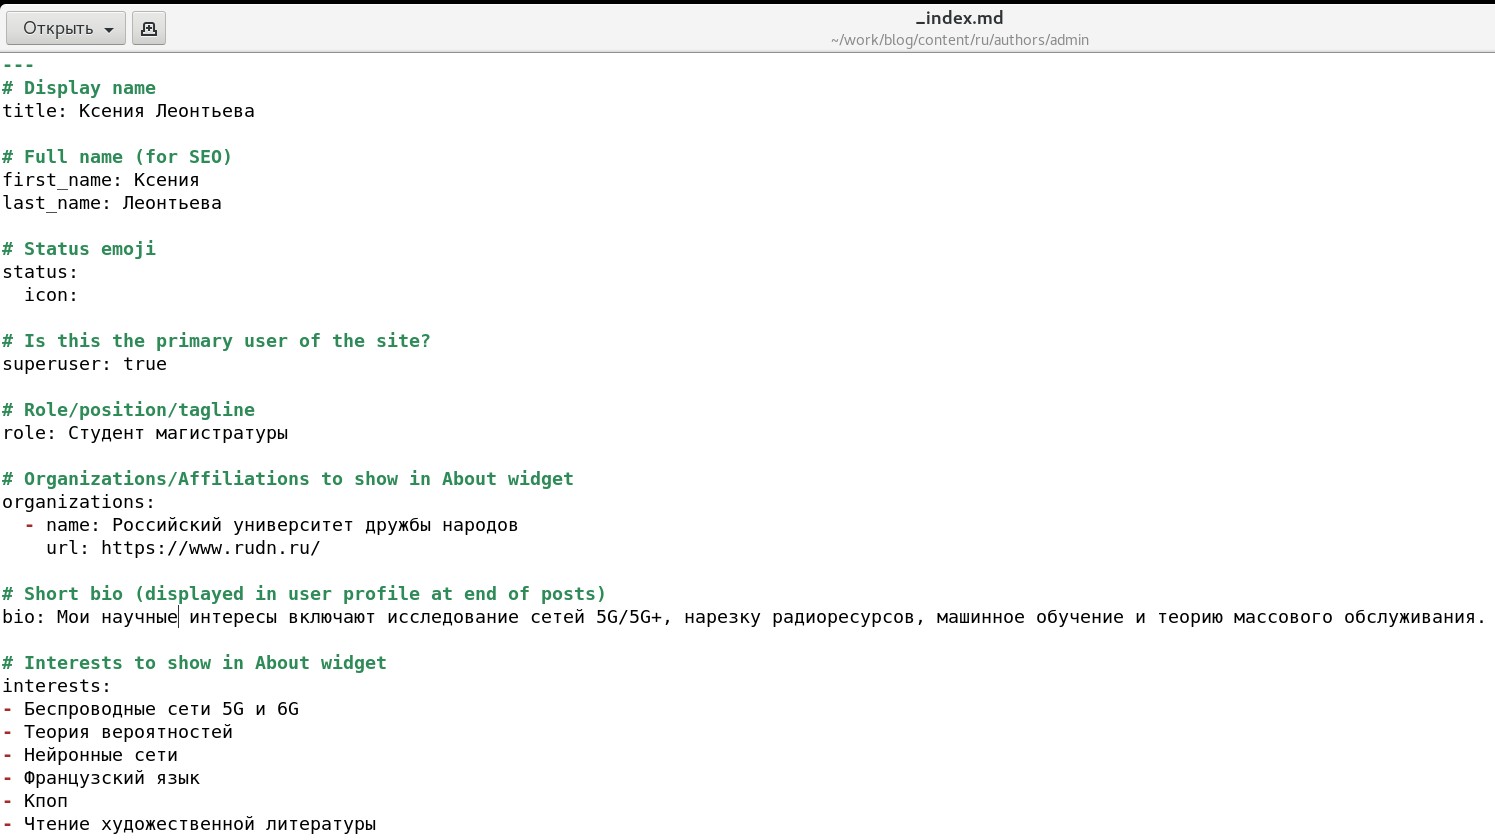 Открыть
_index.md
~/work/blog/content/ru/authors/admin
---
# Display name
title: Ксения Леонтьева
# Full name (for SEO)
first_name: Ксения
last_name: Леонтьева
# Status emoji
status:
  icon:
# Is this the primary user of the site?
superuser: true
# Role/position/tagline
role: Студент магистратуры
# Organizations/Affiliations to show in About widget
organizations:
  - name: Российский университет дружбы народов
    url: https://www.rudn.ru/
# Short bio (displayed in user profile at end of posts)
bio: Мои научные интересы включают исследование сетей 5G/5G+, нарезку радиоресурсов, машинное обучение и теорию массового обслуживания.
# Interests to show in About widget
interests:
- Беспроводные сети 5G и 6G
- Теория вероятностей
- Нейронные сети
- Французский язык
- Кпоп
- Чтение художественной литературы